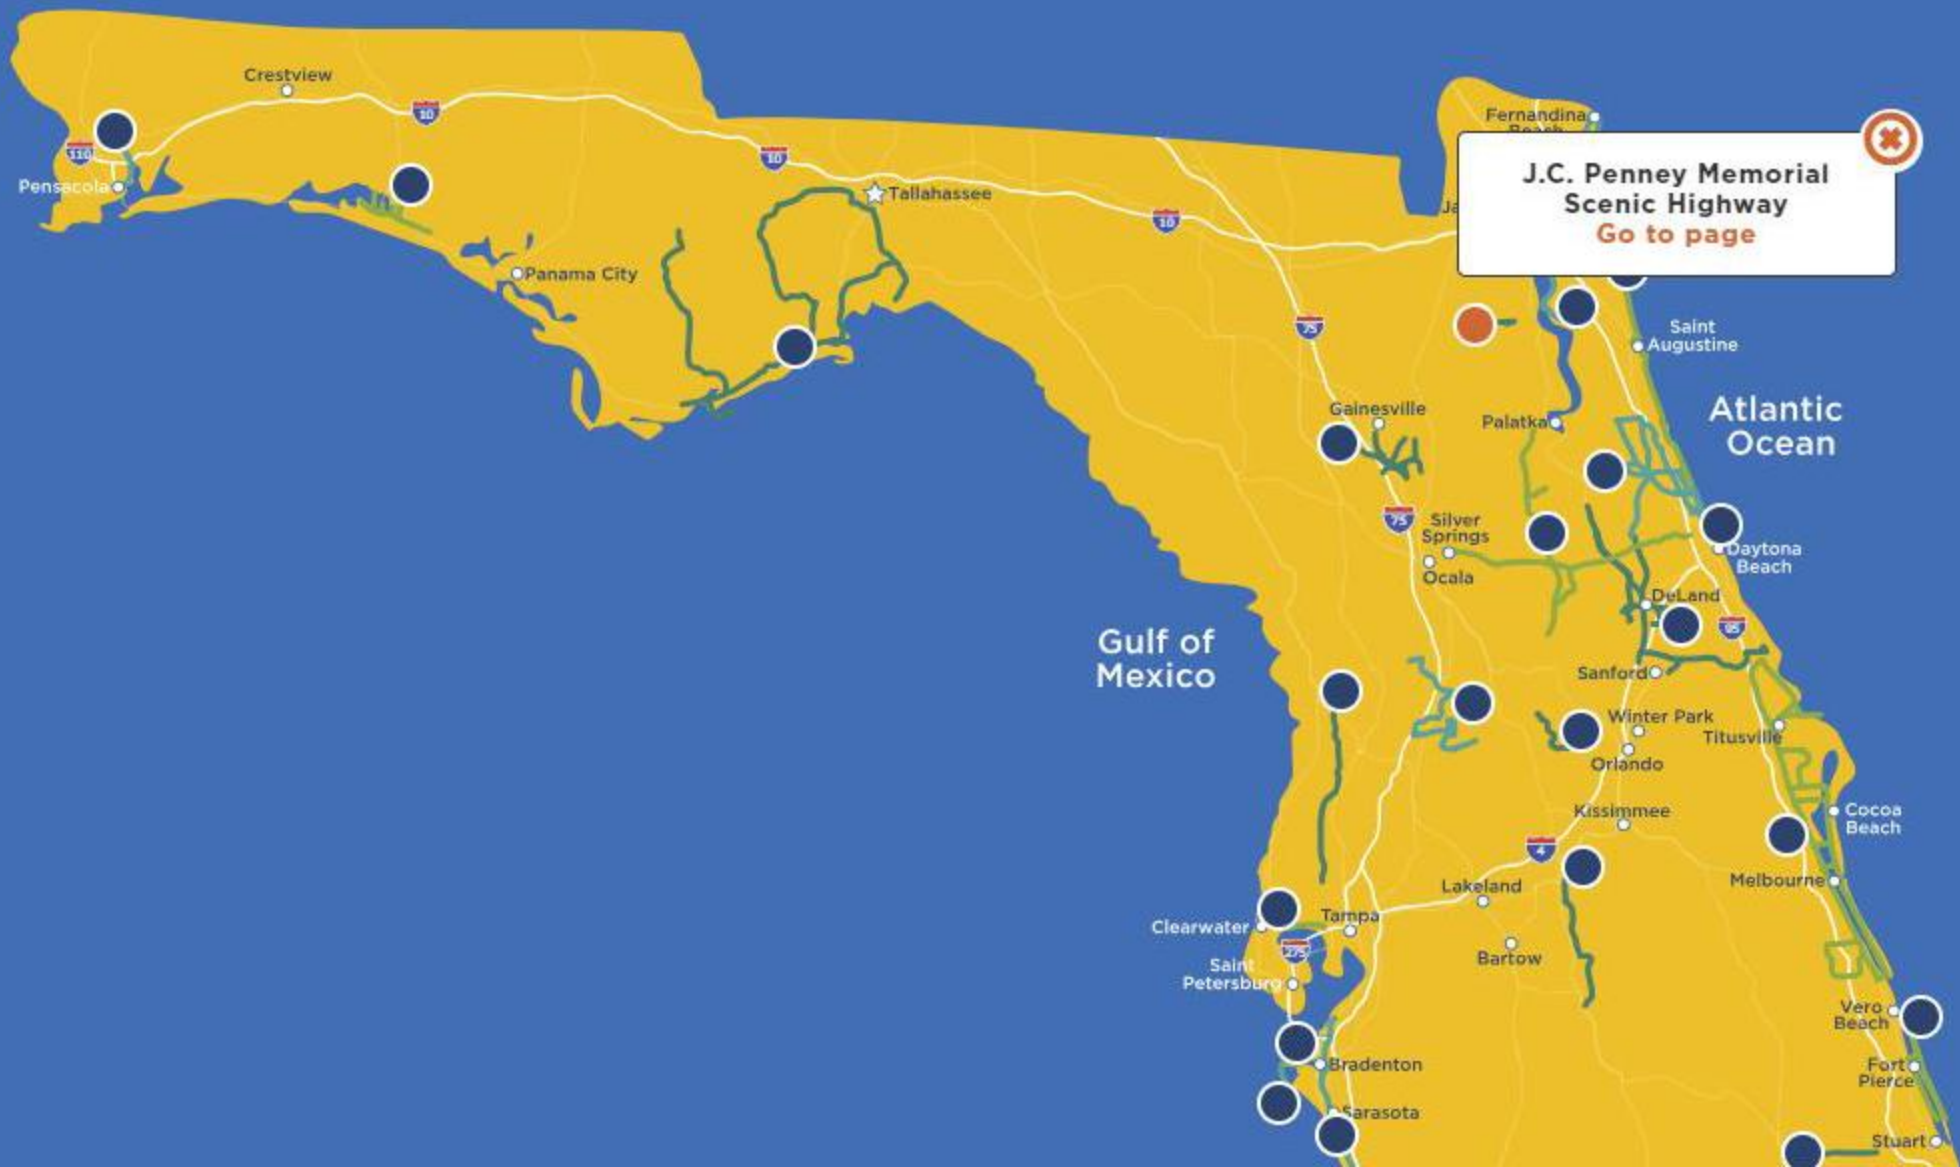 Crestview
10
110
Pensacola
10
Tallahassee
10
Panama City
Fernandina
Beach
J.C. Penney Memorial
Scenic Highway
Go to page
Ja
75
Saint
Augustine
Atlantic
Ocean
Gainesville
Palatka
75
Silver
Springs
Ocala
Daytona
Beach
DeLand
95
Gulf of
Mexico
Sanford
Winter Park
Titusville
Orlando
Kissimmee
Cocoa
Beach
4
Lakeland
Melbourne
Clearwater
Tampa
275
Bartow
Saint
Petersburg
Vero
Beach
Bradenton
Fort
Pierce
Sarasota
Stuart